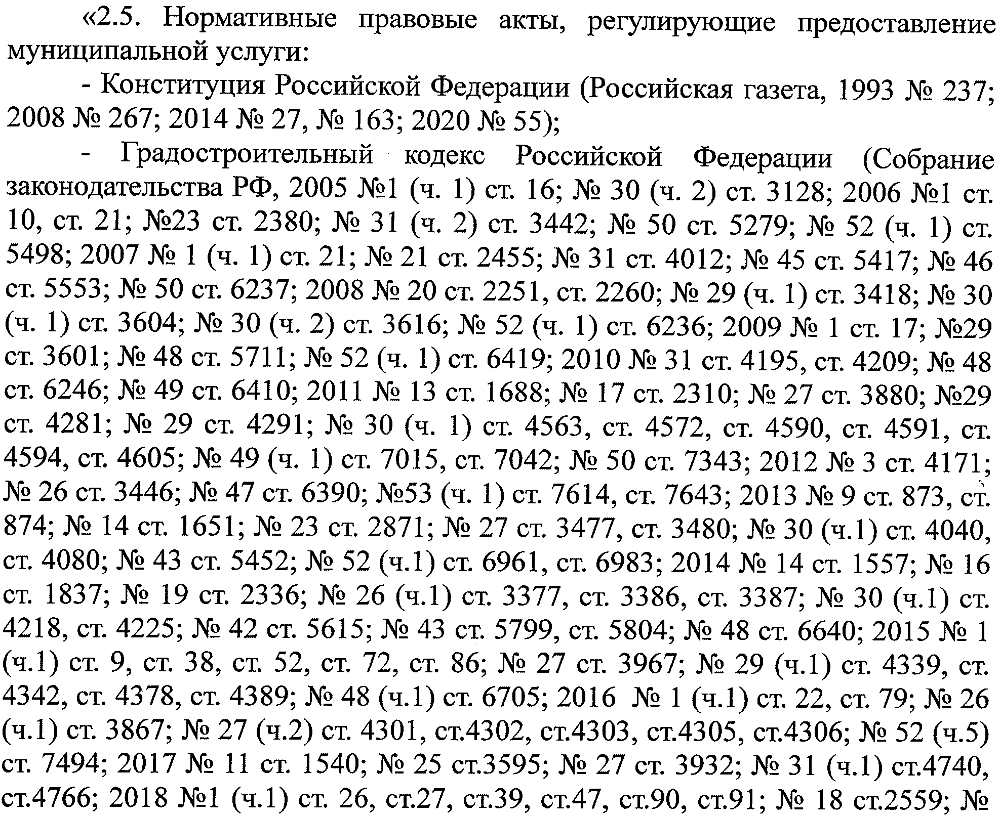 «2.5. Нормативные правовые акты, регулирующие предоставление
муниципальной услуги:
- Конституция Российской Федерации (Российская газета, 1993 № 237;
2008 № 267; 2014 № 27, № 163; 2020 № 55);
- Градостроительный кодекс Российской Федерации (Собрание
законодательства РФ, 2005 №1 (ч. 1) ст. 16; № 30 (ч. 2) ст. 3128; 2006 №1 ст.
10, ст. 21; №23 ст. 2380; № 31 (ч. 2) ст. 3442; № 50 ст. 5279; № 52 (ч. 1) ст.
5498; 2007 № 1 (ч. 1) ст. 21; № 21 ст. 2455; № 31 ст. 4012; № 45 ст. 5417; № 46
ст. 5553; № 50 ст. 6237; 2008 № 20 ст. 2251, ст. 2260; № 29 (ч. 1) ст. 3418; № 30
(ч. 1) ст. 3604; № 30 (ч. 2) ст. 3616; № 52 (ч. 1) ст. 6236; 2009 № 1 ст. 17; №29
ст. 3601; № 48 ст. 5711; № 52 (ч. 1) ст. 6419; 2010 № 31 ст. 4195, ст. 4209; № 48
ст. 6246; № 49 ст. 6410; 2011 № 13 ст. 1688; № 17 ст. 2310; № 27 ст. 3880; №29
ст. 4281; № 29 ст. 4291; № 30 (ч. 1) ст. 4563, ст. 4572, ст. 4590, ст. 4591, ст.
4594, ст. 4605; № 49 (ч. 1) ст. 7015, ст. 7042; № 50 ст. 7343; 2012 № 3 ст. 4171;
№ 26 ст. 3446; № 47 ст. 6390; №53 (ч. 1) ст. 7614, ст. 7643; 2013 № 9 ст. 873, ст.
874; № 14 ст. 1651; № 23 ст. 2871; № 27 ст. 3477, ст. 3480; № 30 (ч.1) ст. 4040,
ст. 4080; № 43 ст. 5452; № 52 (ч.1) ст. 6961, ст. 6983; 2014 № 14 ст. 1557; № 16
ст. 1837; № 19 ст. 2336; № 26 (ч.1) ст. 3377, ст. 3386, ст. 3387; № 30 (ч.1) ст.
4218, ст. 4225; № 42 ст. 5615; № 43 ст. 5799, ст. 5804; № 48 ст. 6640; 2015 № 1
(ч.1) ст. 9, ст. 38, ст. 52, ст. 72, ст. 86; № 27 ст. 3967; № 29 (ч.1) ст. 4339, ст.
4342, ст. 4378, ст. 4389; № 48 (ч.1) ст. 6705; 2016 № 1 (ч.1) ст. 22, ст. 79; № 26
(ч.1) ст. 3867; № 27 (ч.2) ст. 4301, ст.4302, ст.4303, ст.4305, ст.4306; № 52 (ч.5)
ст. 7494; 2017 № 11 ст. 1540; № 25 ст.3595; № 27 ст. 3932; № 31 (ч.1) ст.4740,
ст.4766; 2018 №1 (ч.1) ст. 26, ст.27, ст.39, ст.47, ст.90, ст.91; № 18 ст.2559; №